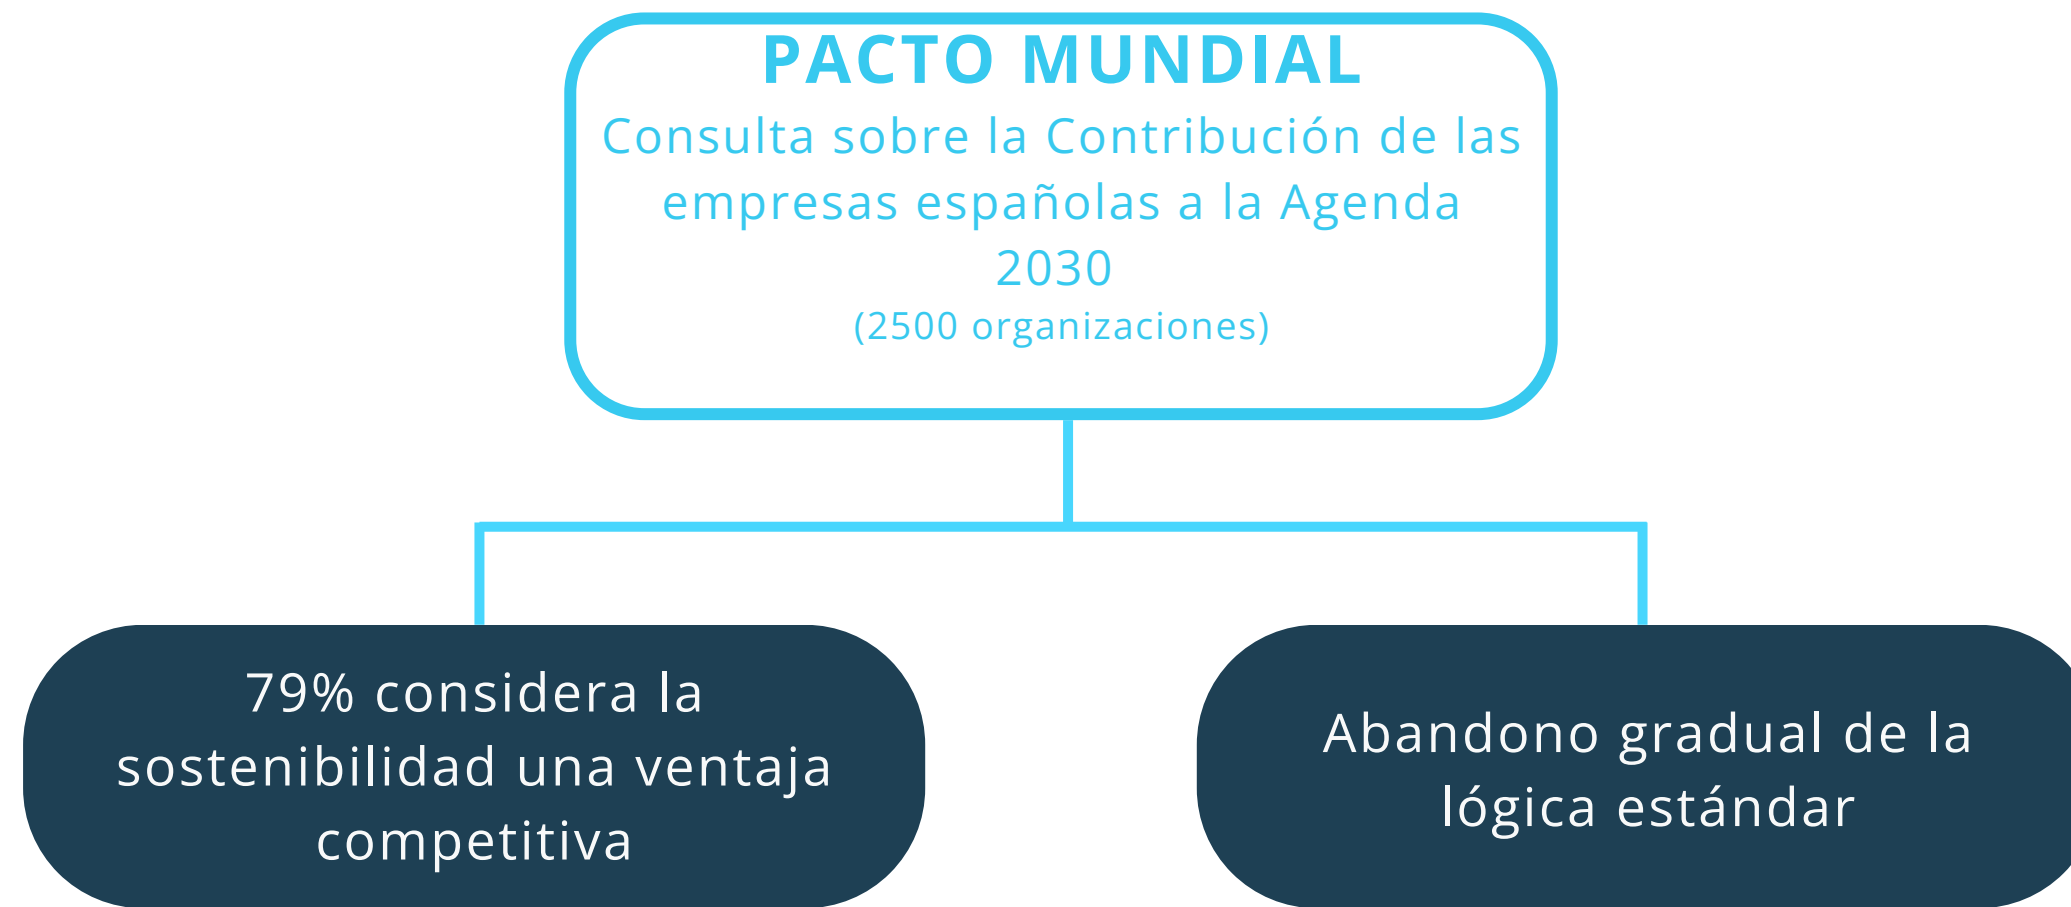 PACTO MUNDIAL
Consulta sobre la Contribución de las
empresas españolas a la Agenda
2030
(2500 organizaciones)
79% considera la
sostenibilidad una ventaja
competitiva
Abandono gradual de la
lógica estándar